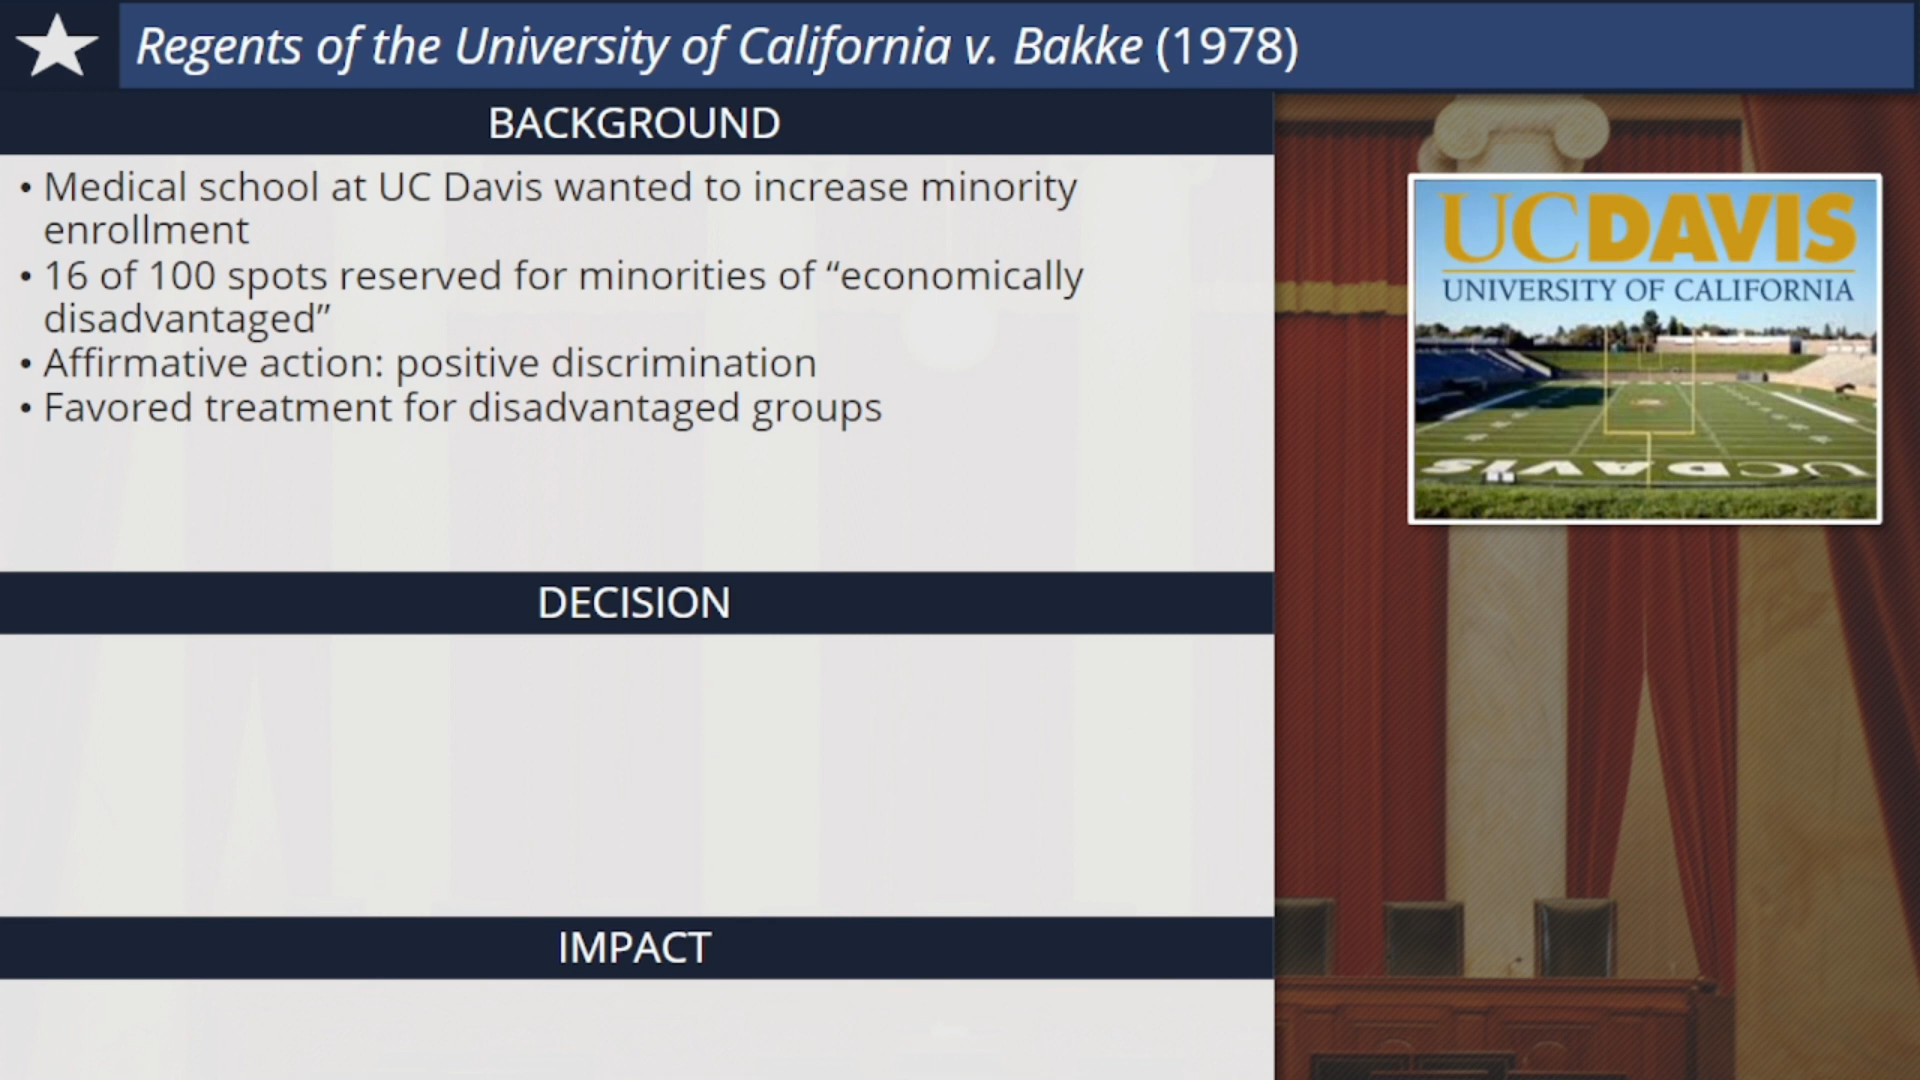 Regents of the University of California v. Bakke (1978)
BACKGROUND
• Medical school at UC Davis wanted to increase minority
enrollment
• 16 of 100 spots reserved for minorities of “economically
disadvantaged”
• Affirmative action: positive discrimination
• Favored treatment for disadvantaged groups
DECISION
IMPACT
UCDAVIS
UNIVERSITY OF CALIFORNIA
UC DAVIS